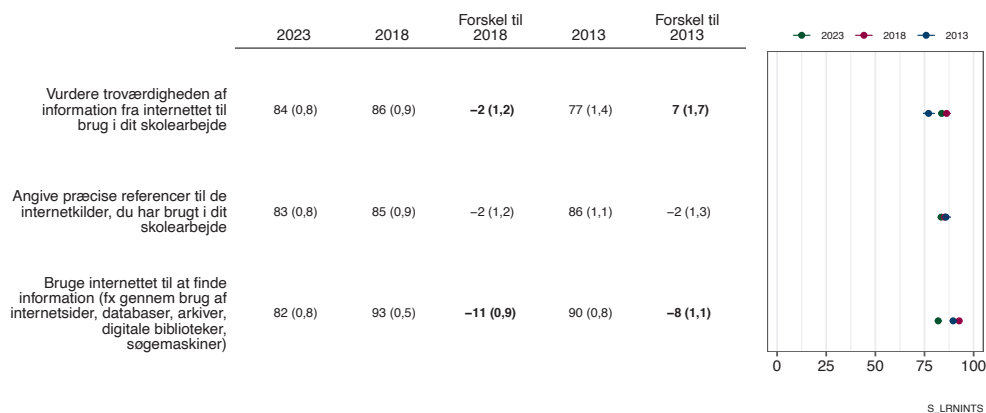 Forskel til Forskel til
2023 2018 2018 2013 2013
2023 2018 2013
Vurdere troværdigheden af
information fra internettet til
brug i dit skolearbejde
84 (0,8) 86 (0,9) −2 (1,2) 77 (1,4) 7 (1,7)
Angive præcise referencer til de
internetkilder, du har brugt i dit
skolearbejde
83 (0,8) 85 (0,9) −2 (1,2) 86 (1,1) −2 (1,3)
Bruge internettet til at finde
information (fx gennem brug af
internetsider, databaser, arkiver,
digitale biblioteker,
søgemaskiner)
82 (0,8) 93 (0,5) −11 (0,9) 90 (0,8) −8 (1,1)
0 25 50 75 100
S_LRNINTS